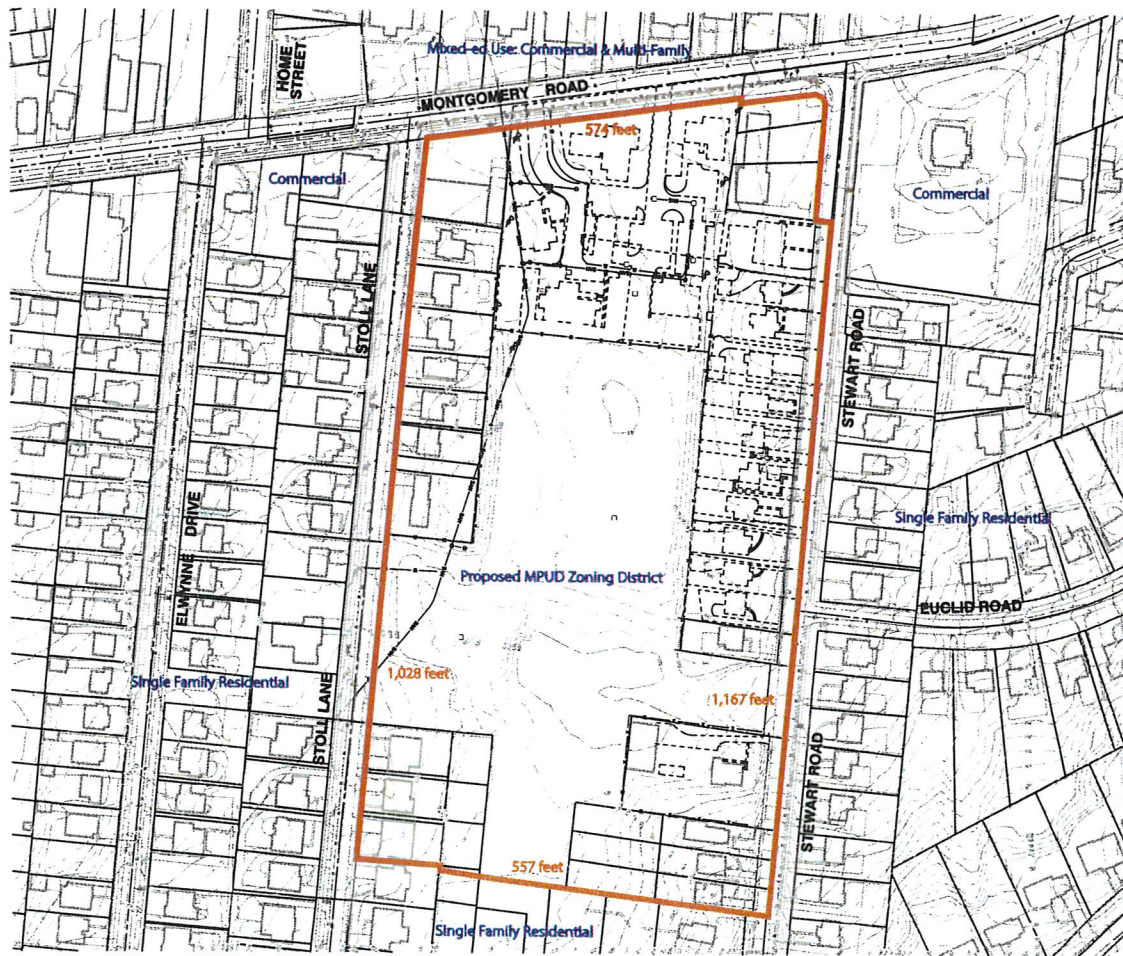 Mixed-ed Use: Commercial & Multi-Family
HOME
STREET
MONTGOMERY ROAD
574 feet
Commercial
Commercial
STOLL LANE
STEWART ROAD
ELWYNNE DRIVE
Single Family Residential
Proposed MPUD Zoning District
EUCLID ROAD
1,028 feet
Single Family Residential
1,167 feet
STOLL LANE
STEWART ROAD
557 feet
Single Family Residential